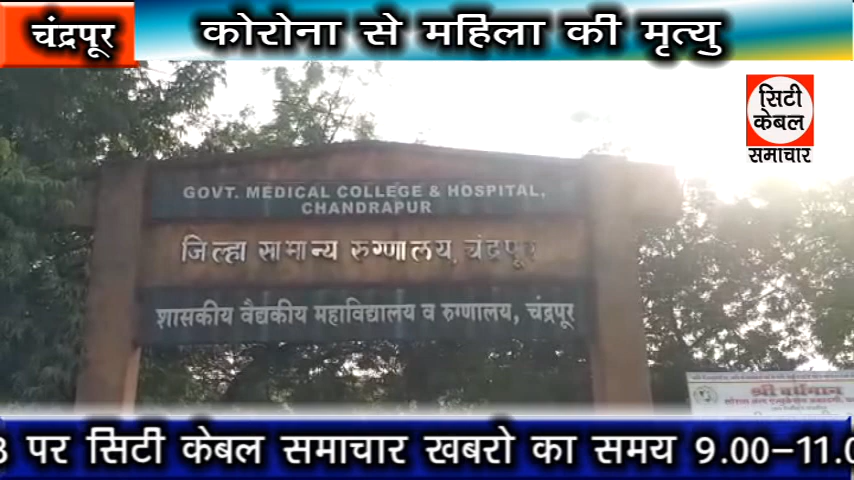 चंद्रपूर
कोरोना से महिला की मृत्यु
सिटी
केबल
समाचार
GOVT. MEDICAL COLLEGE & HOSPITAL,
CHANDRAPUR
जिल्हा सामान्य रुग्णालय, चंद्रपूर
शासकीय वैद्यकीय महाविद्यालय व रुग्णालय, चंद्रपूर
श्री वर्धमान
पर सिटी केबल समाचार खबरो का समय 9.00-11.0